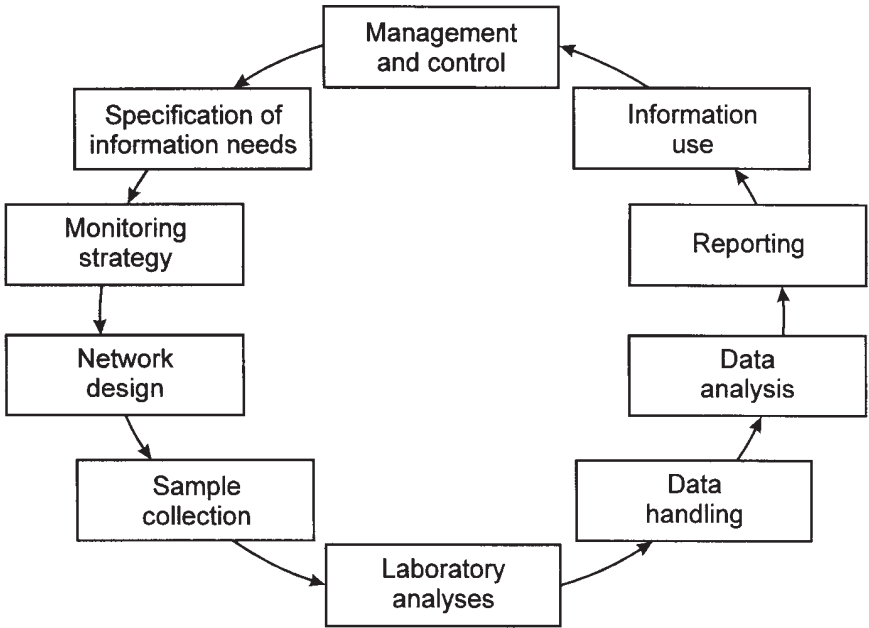 Management
and control
Specification of
information needs
Monitoring
strategy
Network
design
Sample
collection
Laboratory
analyses
Data
handling
Data
analysis
Reporting
Information
use